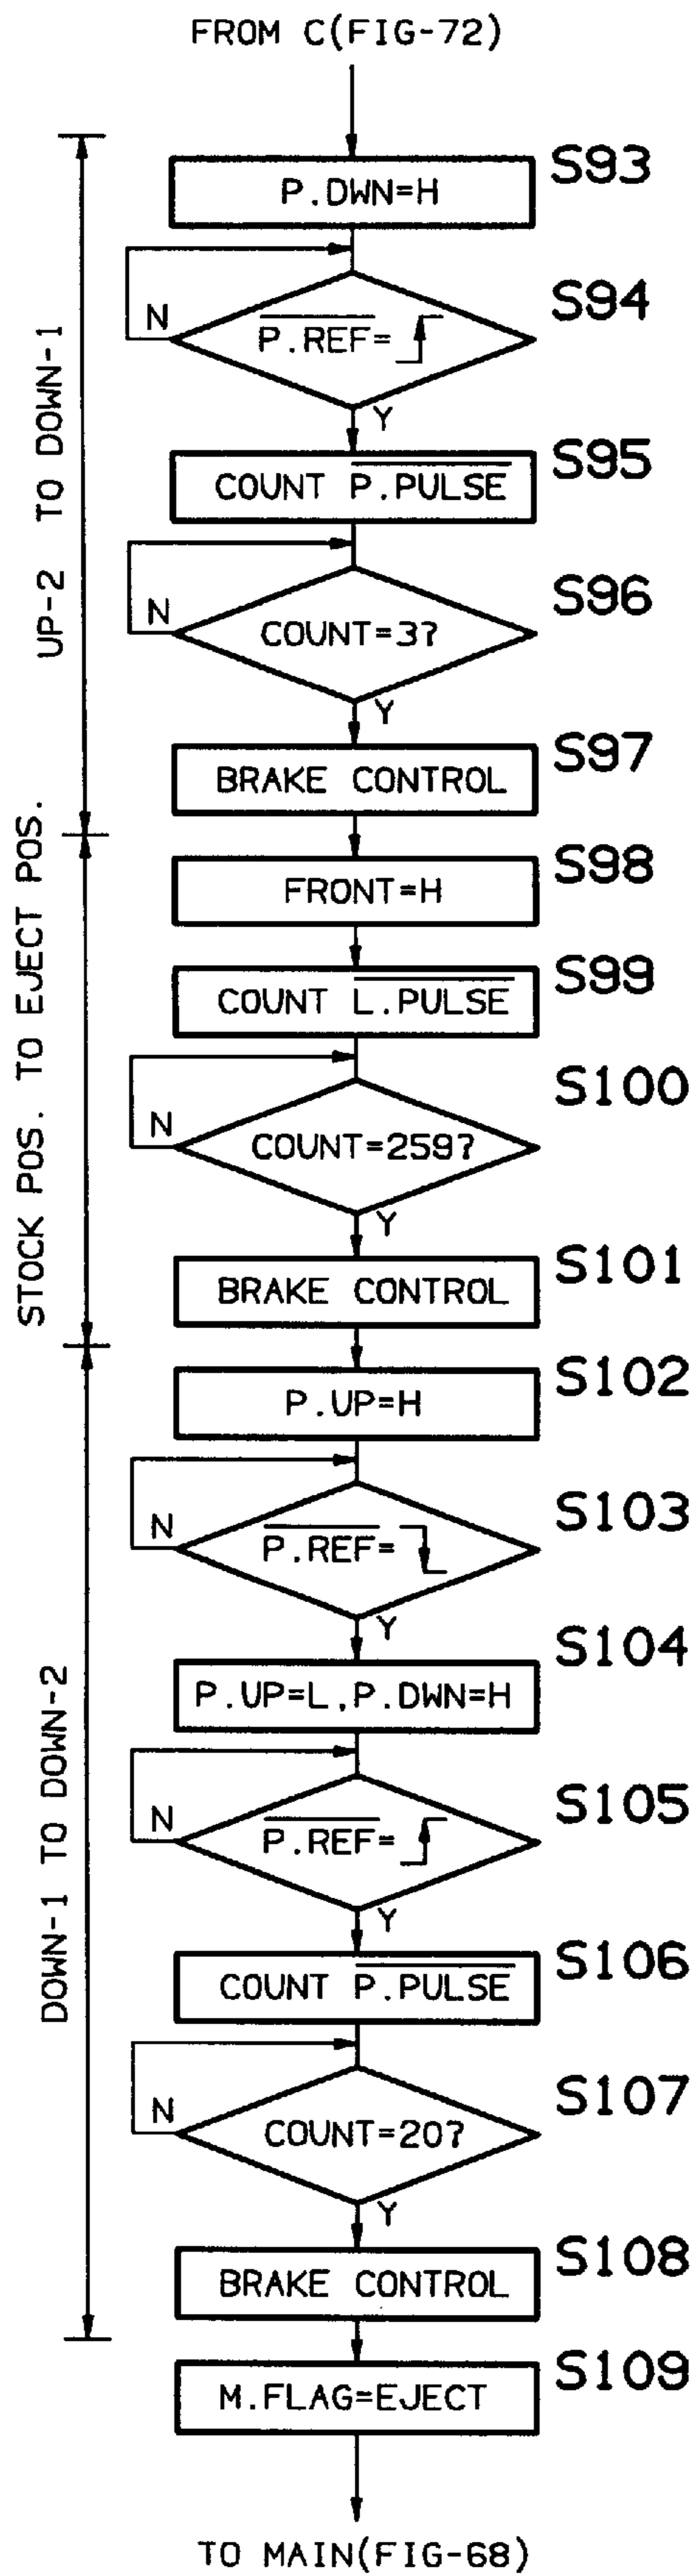 FROM C(FIG-72)
P.DWN=H
S93
P.REF=
S94
N
Y
COUNT P.PULSE
S95
COUNT=3?
S96
N
Y
BRAKE CONTROL
S97
UP-2 TO DOWN-1
FRONT=H
S98
COUNT L.PULSE
S99
COUNT=259?
S100
N
Y
BRAKE CONTROL
S101
STOCK POS. TO EJECT POS.
P.UP=H
S102
P.REF=
S103
N
Y
P.UP=L,P.DWN=H
S104
P.REF=
S105
N
Y
COUNT P.PULSE
S106
COUNT=20?
S107
N
Y
BRAKE CONTROL
S108
DOWN-1 TO DOWN-2
M.FLAG=EJECT
S109
TO MAIN(FIG-68)